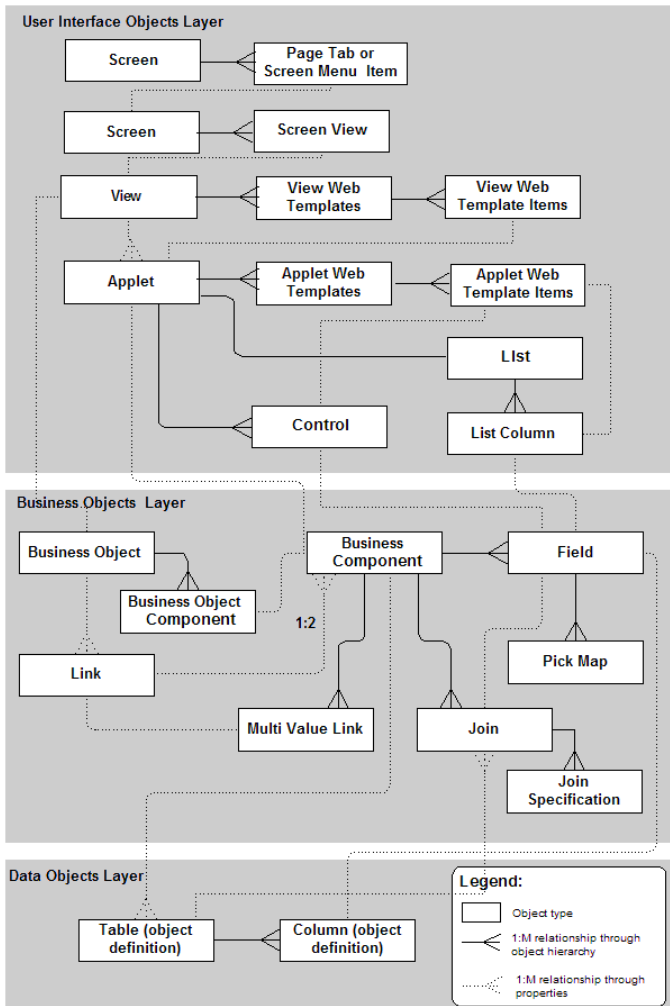 User Interface Objects Layer
Screen
Page Tab or
Screen Menu Item
Screen
Screen View
View
View Web
Templates
View Web
Template Items
Applet
Applet Web
Templates
Applet Web
Template Items
LIst
Control
List Column
Business Objects Layer
Business Object
Business
Component
Field
Business Object
Component
1:2
Link
Pick Map
Multi Value Link
Join
Join
Specification
Data Objects Layer
Table (object
definition)
Column (object
definition)
Legend:
Object type
1:M relationship through
object hierarchy
1:M relationship through
properties